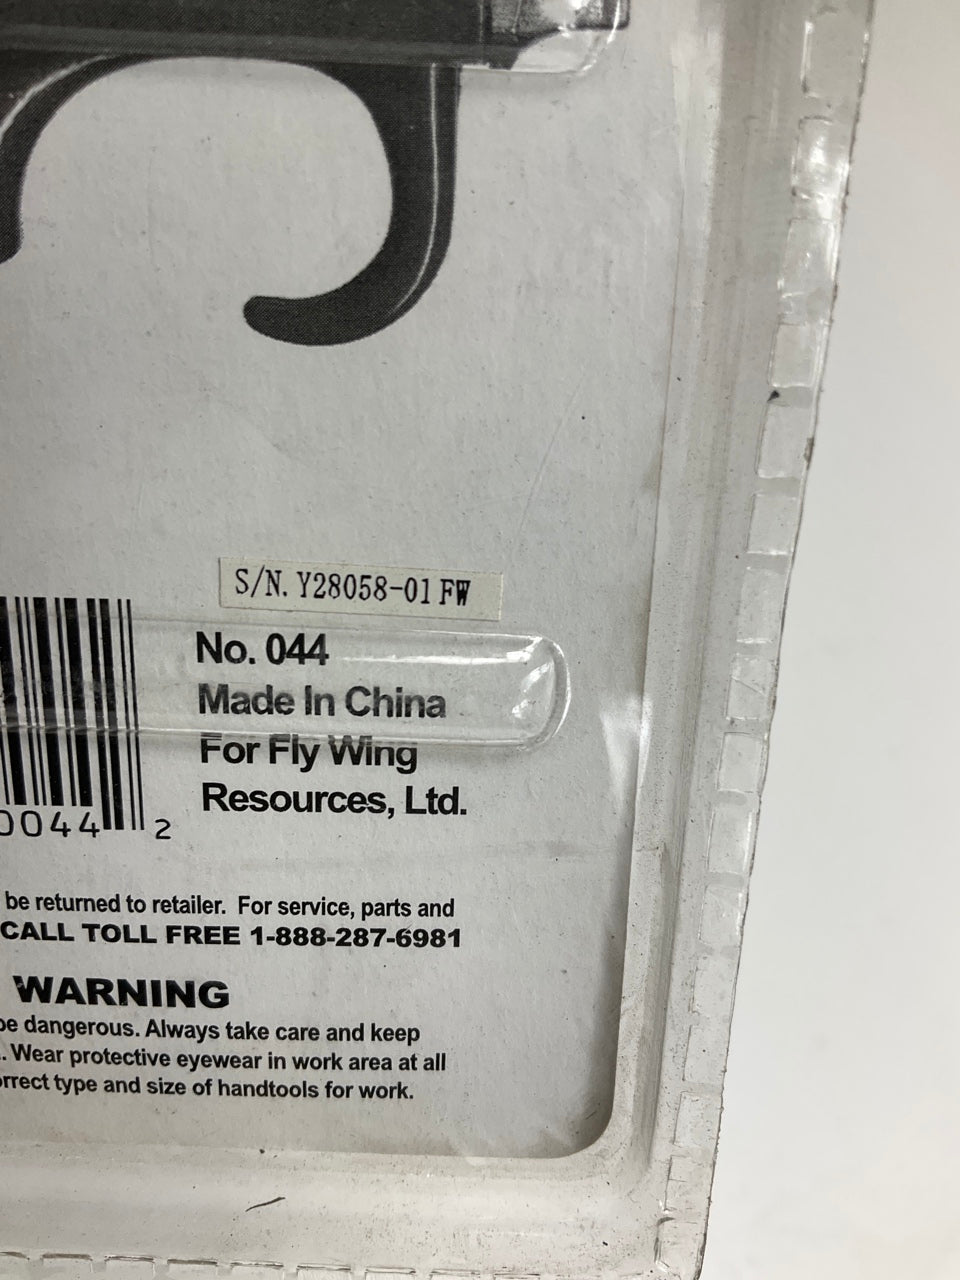 S/N. Y28058-01 FW
No. 044
Made In China
For Fly Wing
Resources, Ltd.
0044 2
be returned to retailer. For service, parts and
CALL TOLL FREE 1-888-287-6981
WARNING
be dangerous. Always take care and keep
. Wear protective eyewear in work area at all
orrect type and size of handtools for work.